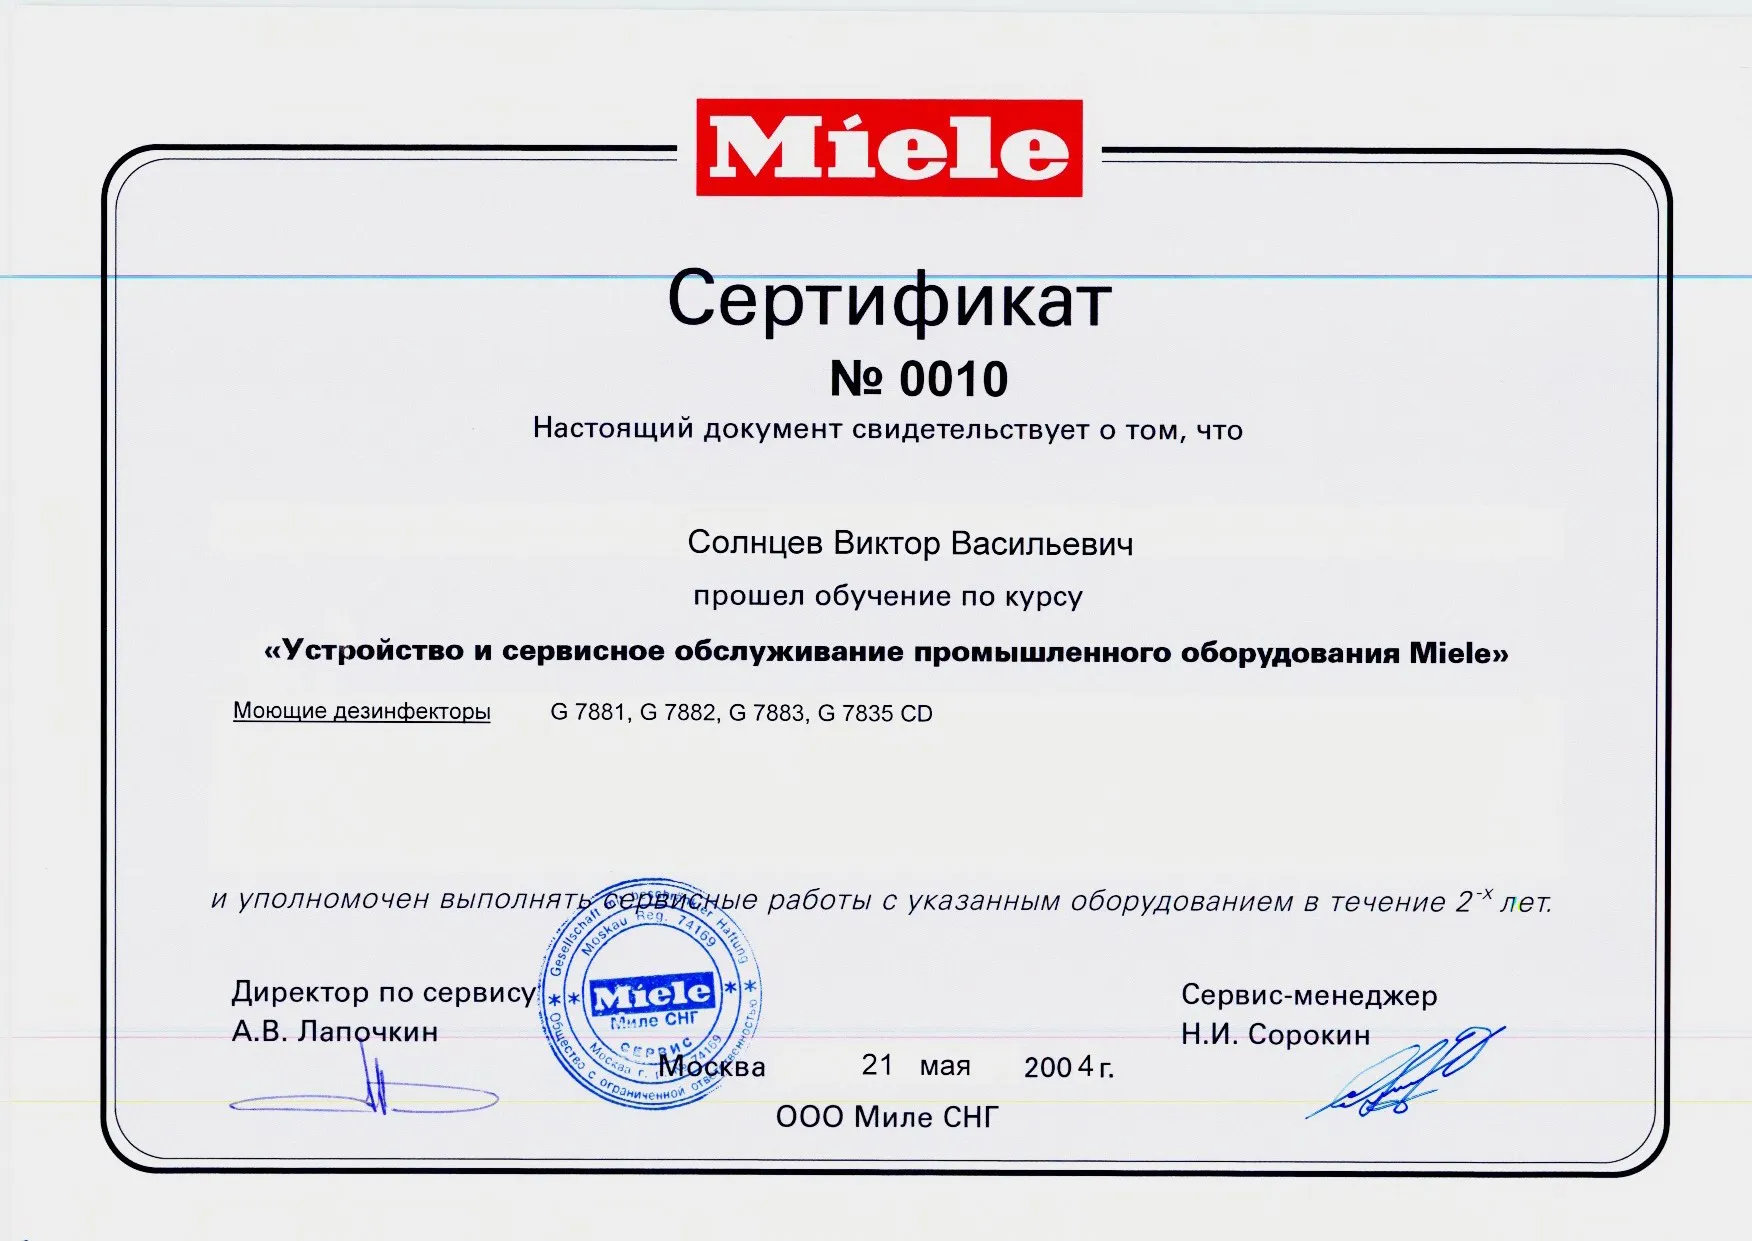 Miele
Сертификат
№ 0010
Настоящий документ свидетельствует о том, что
Солнцев Виктор Васильевич
прошел обучение по курсу
«Устройство и сервисное обслуживание промышленного оборудования Miele»
Моющие дезинфекторы G 7881, G 7882, G 7883, G 7835 CD
и уполномочен выполнять сервисные работы с указанным оборудованием в течение 2-х лет.
Директор по сервису
А.В. Лапочкин
Сервис-менеджер
Н.И. Сорокин
Gesellschaft mit beschränkter Haftung
Moskau Reg. 74169
Miele
Миле СНГ
СЕРВИС
Москва г. 74169
Общество с ограниченной ответственностью
Москва 21 мая 2004 г.
ООО Миле СНГ